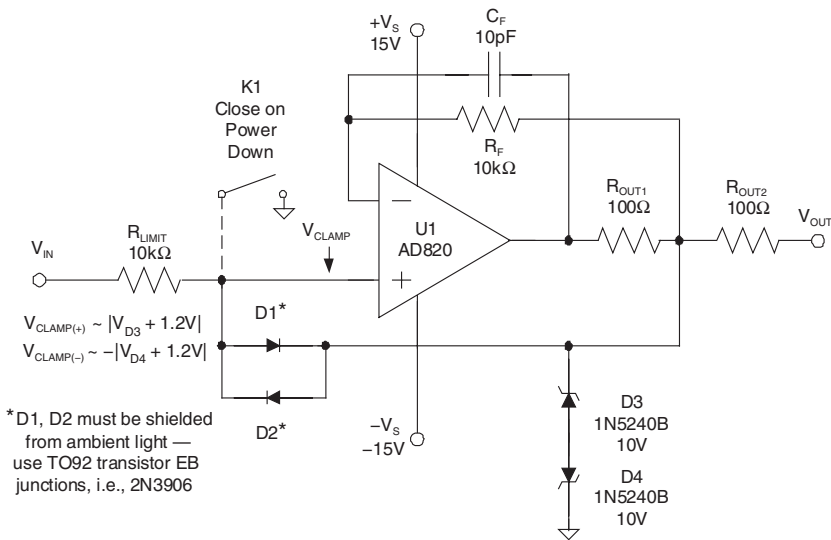 +V_S
15V
C_F
10pF
K1
Close on
Power
Down
R_F
10kΩ
R_OUT1
100Ω
R_OUT2
100Ω
V_OUT
−
U1
AD820
+
V_CLAMP
V_IN
R_LIMIT
10kΩ
V_CLAMP(+) ~ |V_D3 + 1.2V|
V_CLAMP(−) ~ −|V_D4 + 1.2V|
D1*
D2*
*D1, D2 must be shielded
from ambient light —
use TO92 transistor EB
junctions, i.e., 2N3906
−V_S
−15V
D3
1N5240B
10V
D4
1N5240B
10V